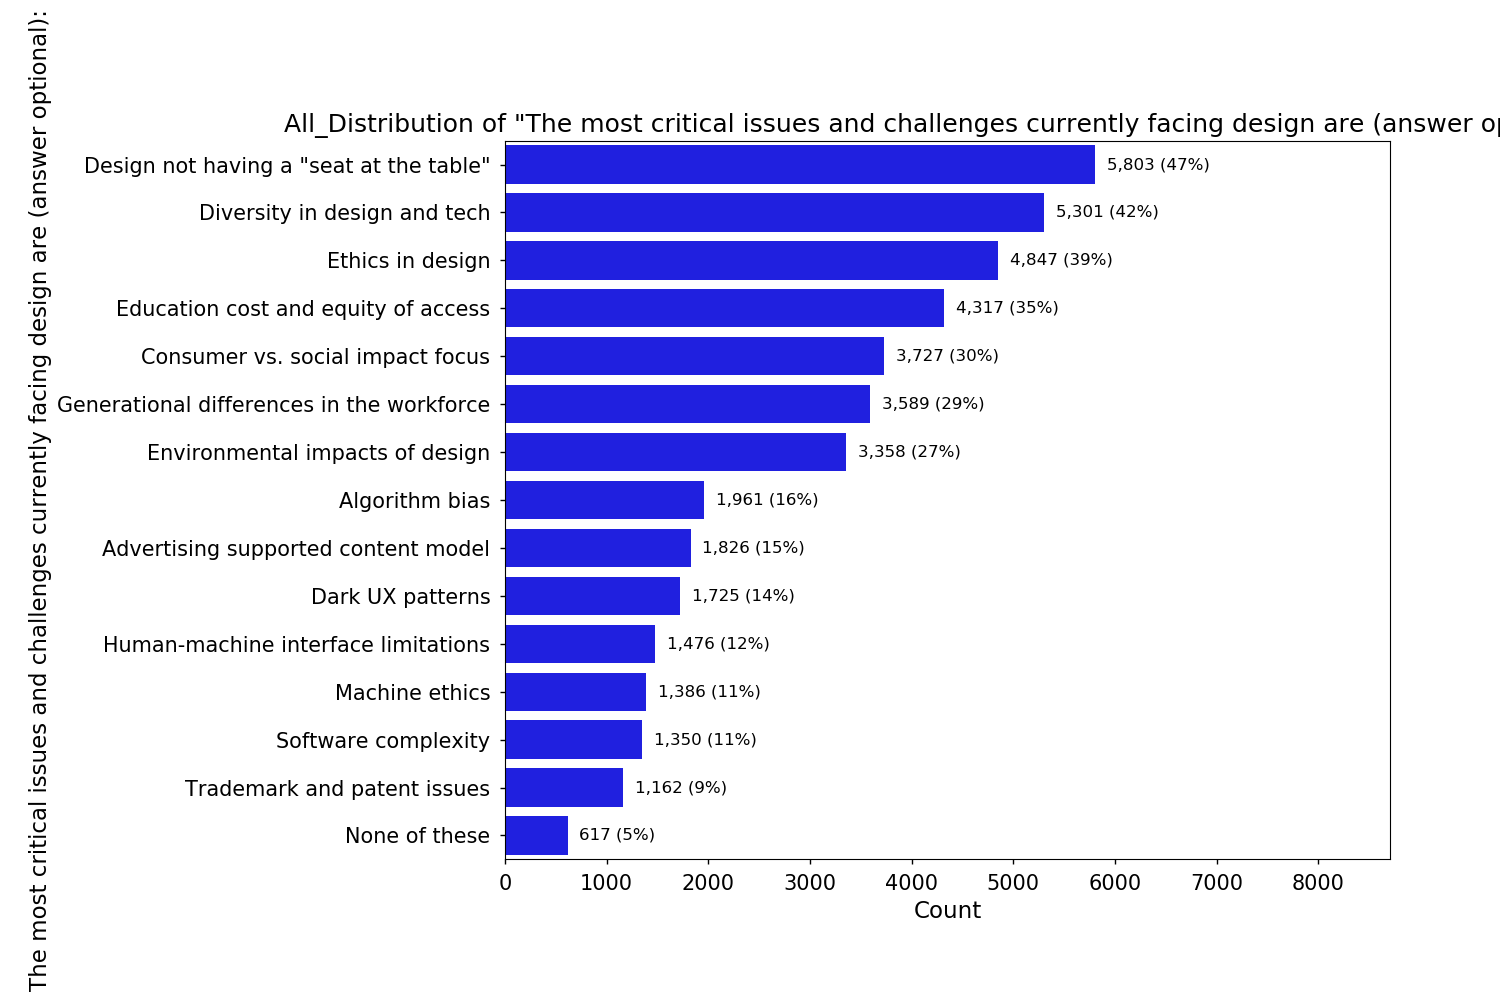 All_Distribution of "The most critical issues and challenges currently facing design are (answer op
The most critical issues and challenges currently facing design are (answer optional):
Design not having a "seat at the table" 5,803 (47%)
Diversity in design and tech 5,301 (42%)
Ethics in design 4,847 (39%)
Education cost and equity of access 4,317 (35%)
Consumer vs. social impact focus 3,727 (30%)
Generational differences in the workforce 3,589 (29%)
Environmental impacts of design 3,358 (27%)
Algorithm bias 1,961 (16%)
Advertising supported content model 1,826 (15%)
Dark UX patterns 1,725 (14%)
Human-machine interface limitations 1,476 (12%)
Machine ethics 1,386 (11%)
Software complexity 1,350 (11%)
Trademark and patent issues 1,162 (9%)
None of these 617 (5%)
0 1000 2000 3000 4000 5000 6000 7000 8000
Count